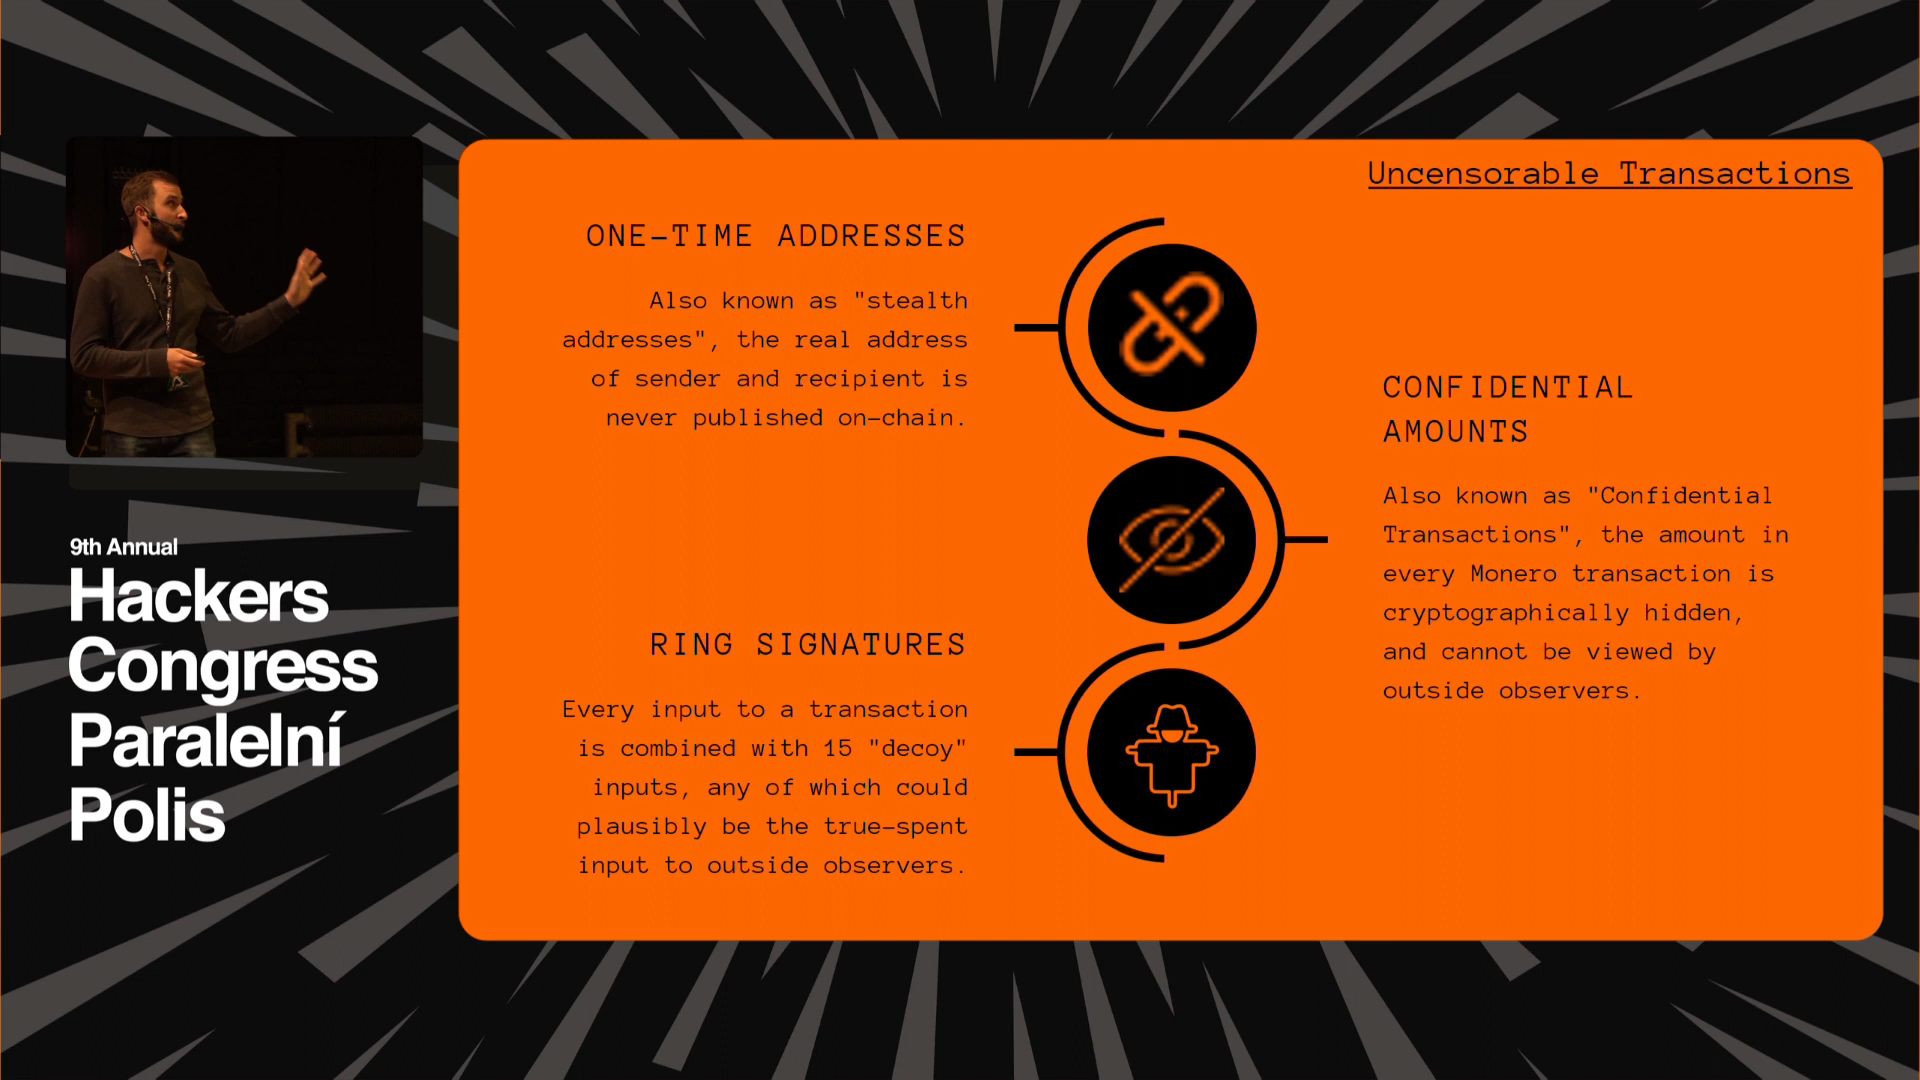 Uncensorable Transactions
ONE-TIME ADDRESSES
Also known as "stealth
addresses", the real address
of sender and recipient is
never published on-chain.
CONFIDENTIAL
AMOUNTS
Also known as "Confidential
Transactions", the amount in
every Monero transaction is
cryptographically hidden,
and cannot be viewed by
outside observers.
RING SIGNATURES
Every input to a transaction
is combined with 15 "decoy"
inputs, any of which could
plausibly be the true-spent
input to outside observers.
9th Annual
Hackers
Congress
Paralelní
Polis